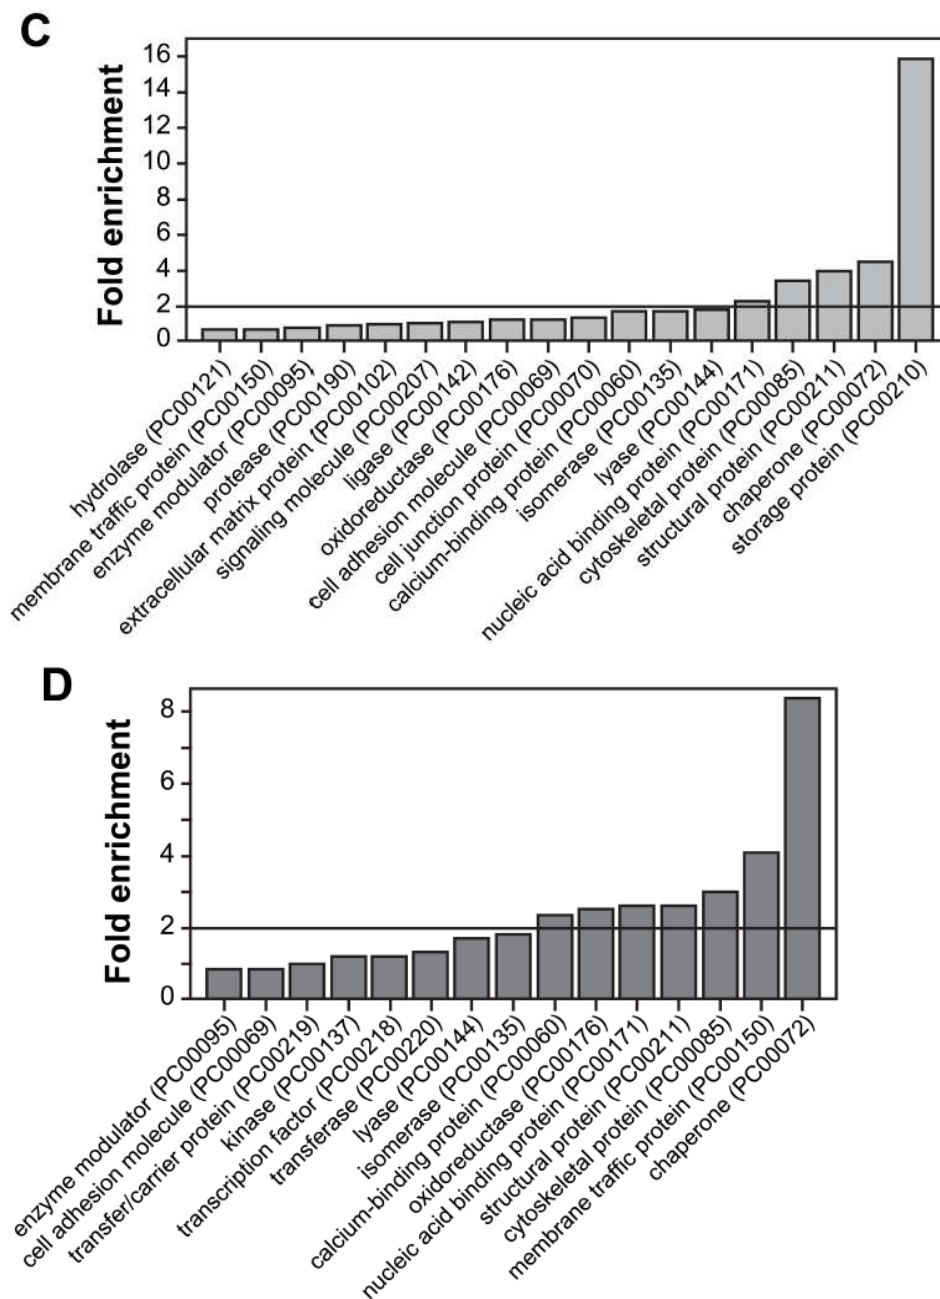 C
Fold enrichment
16
14
12
10
8
6
4
2
0
hydrolase (PC00121)
membrane traffic protein (PC00150)
enzyme modulator (PC00095)
protease (PC00190)
extracellular matrix protein (PC00102)
signaling molecule (PC00207)
ligase (PC00142)
oxidoreductase (PC00176)
cell adhesion molecule (PC00069)
cell junction protein (PC00070)
calcium-binding protein (PC00060)
isomerase (PC00135)
lyase (PC00144)
nucleic acid binding protein (PC00171)
cytoskeletal protein (PC00085)
structural protein (PC00211)
chaperone (PC00072)
storage protein (PC00210)
D
Fold enrichment
8
6
4
2
0
enzyme modulator (PC00095)
cell adhesion molecule (PC00069)
transfer/carrier protein (PC00219)
kinase (PC00137)
transcription factor (PC00218)
transferase (PC00220)
lyase (PC00144)
isomerase (PC00135)
calcium-binding protein (PC00060)
oxidoreductase (PC00176)
nucleic acid binding protein (PC00171)
structural protein (PC00211)
cytoskeletal protein (PC00085)
membrane traffic protein (PC00150)
chaperone (PC00072)